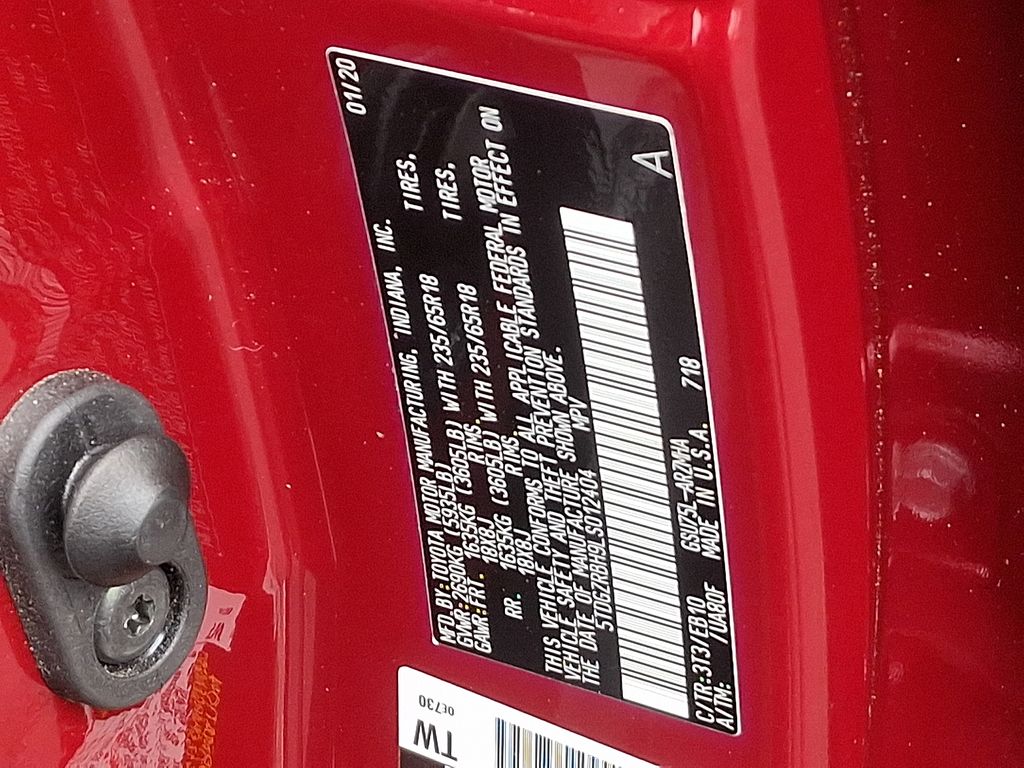 MFD BY: TOYOTA MOTOR MANUFACTURING, INDIANA, INC. 01/20
GVWR: 2690KG (5935LB)
GAWR: FRT. 1635KG (3605LB) WITH 235/65R18 TIRES,
18X8J RIMS,
RR. 1635KG (3605LB) WITH 235/65R18 TIRES,
18X8J RIMS,
THIS VEHICLE CONFORMS TO ALL APPLICABLE FEDERAL MOTOR
VEHICLE SAFETY AND THEFT PREVENTION STANDARDS IN EFFECT ON
THE DATE OF MANUFACTURE SHOWN ABOVE.
5TDGZRBH9LS012404 MPV
A
C/TR: 3T3/EB10 GSU75L-ARZMHA
A/TM: /UA80F MADE IN U.S.A. 718
TW
0E730